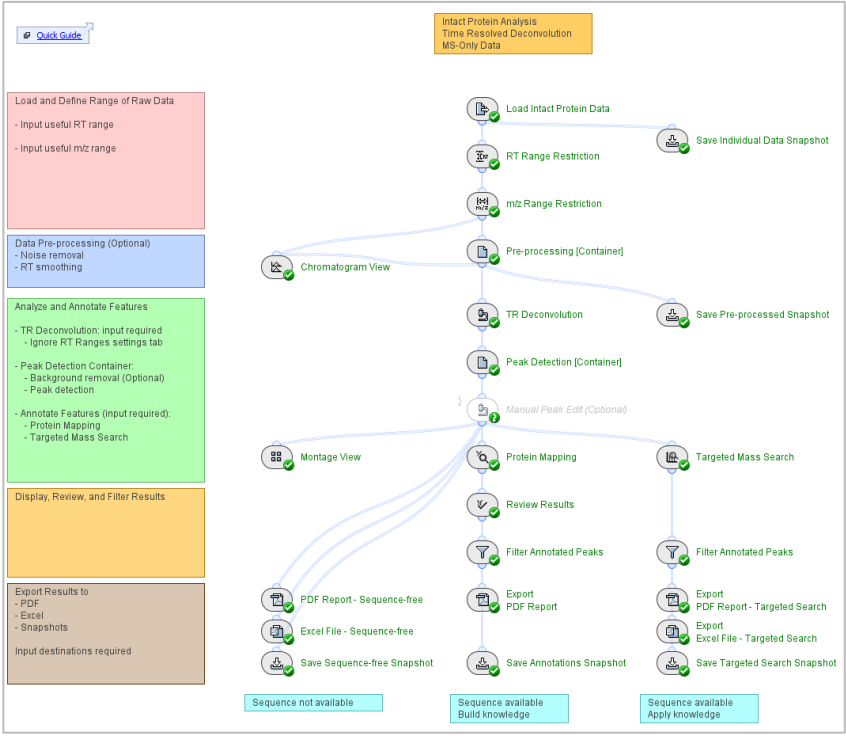 Quick Guide
Intact Protein Analysis
Time Resolved Deconvolution
MS-Only Data
Load and Define Range of Raw Data
- Input useful RT range
- Input useful m/z range
Data Pre-processing (Optional)
- Noise removal
- RT smoothing
Analyze and Annotate Features
- TR Deconvolution: input required
- Ignore RT Ranges settings tab
- Peak Detection Container:
- Background removal (Optional)
- Peak detection
- Annotate Features (input required):
- Protein Mapping
- Targeted Mass Search
Display, Review, and Filter Results
Export Results to
- PDF
- Excel
- Snapshots
Input destinations required
Load Intact Protein Data
Save Individual Data Snapshot
RT Range Restriction
m/z Range Restriction
Pre-processing [Container]
Chromatogram View
TR Deconvolution
Save Pre-processed Snapshot
Peak Detection [Container]
Manual Peak Edit (Optional)
Montage View
Protein Mapping
Targeted Mass Search
Review Results
Filter Annotated Peaks
Filter Annotated Peaks
PDF Report - Sequence-free
Export
PDF Report
Export
PDF Report - Targeted Search
Excel File - Sequence-free
Export
Excel File - Targeted Search
Save Sequence-free Snapshot
Save Annotations Snapshot
Save Targeted Search Snapshot
Sequence not available
Sequence available
Build knowledge
Sequence available
Apply knowledge